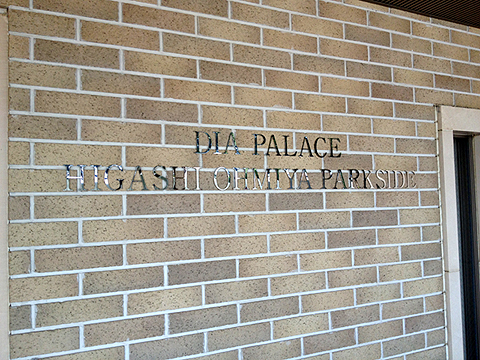 DIA PALACE
HIGASHI OHMIYA PARKSIDE